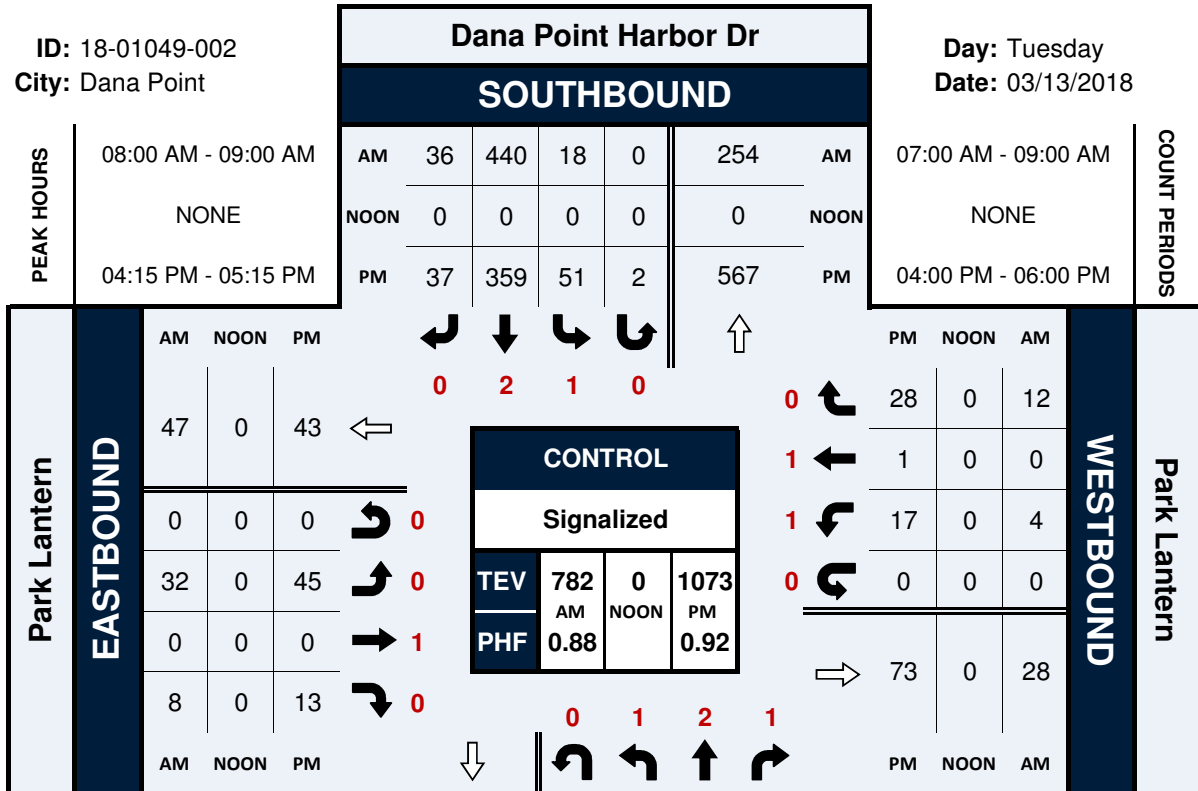 ID: 18-01049-002
City: Dana Point
Dana Point Harbor Dr
SOUTHBOUND
Day: Tuesday
Date: 03/13/2018
PEAK HOURS
08:00 AM - 09:00 AM
NONE
04:15 PM - 05:15 PM
AM 36 440 18 0 254 AM
NOON 0 0 0 0 0 NOON
PM 37 359 51 2 567 PM
07:00 AM - 09:00 AM
NONE
04:00 PM - 06:00 PM
COUNT PERIODS
0 2 1 0
Park Lantern
EASTBOUND
AM NOON PM
47 0 43
0 0 0 0
32 0 45 0
0 0 0 1
8 0 13 0
AM NOON PM
CONTROL
Signalized
TEV 782 0 1073
AM NOON PM
PHF 0.88 0.92
PM NOON AM
0 28 0 12
1 1 0 0
1 17 0 4
0 0 0 0
73 0 28
PM NOON AM
WESTBOUND
Park Lantern
0 1 2 1